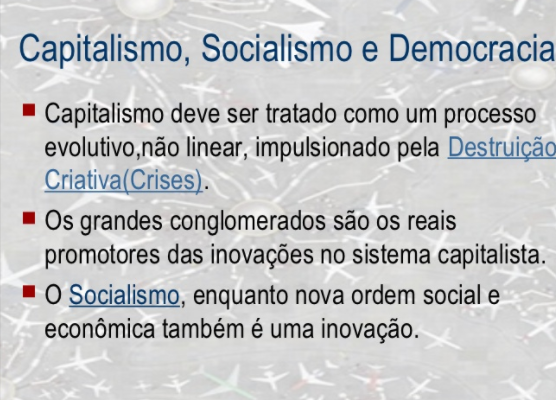 Capitalismo, Socialismo e Democracia
Capitalismo deve ser tratado como um processo
evolutivo,não linear, impulsionado pela Destruição
Criativa(Crises).
Os grandes conglomerados são os reais
promotores das inovações no sistema capitalista.
O Socialismo, enquanto nova ordem social e
econômica também é uma inovação.